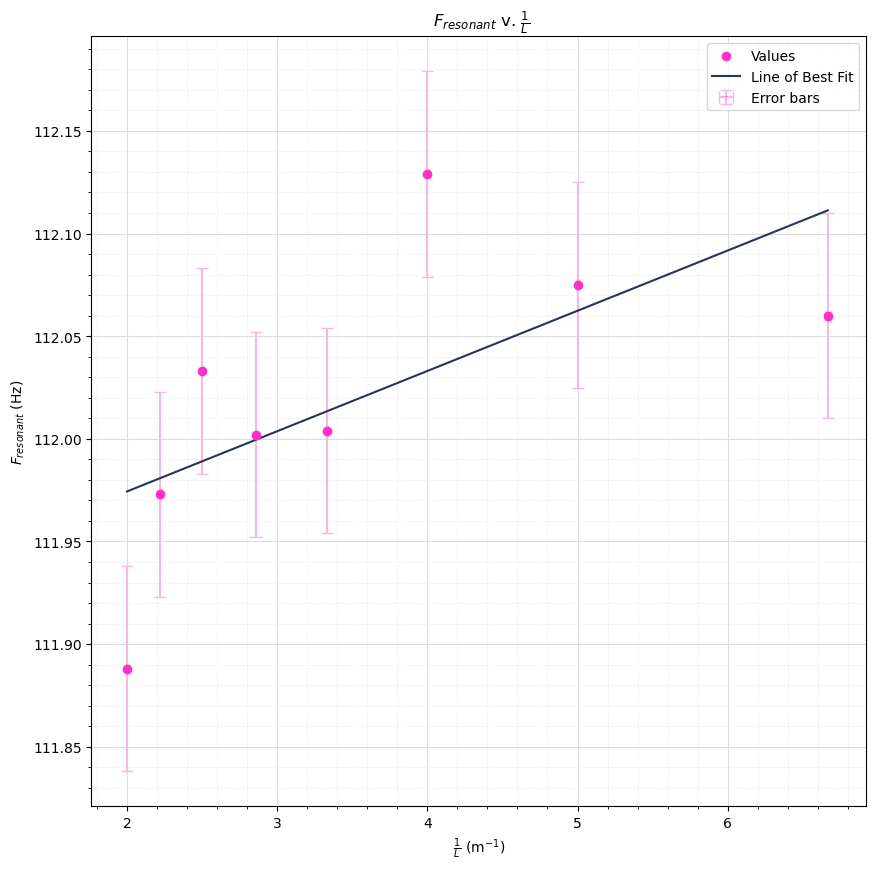 F_resonant v. 1/L
Values
Line of Best Fit
Error bars
112.15
112.10
112.05
112.00
111.95
111.90
111.85
F_resonant (Hz)
2 3 4 5 6
1/L (m⁻¹)